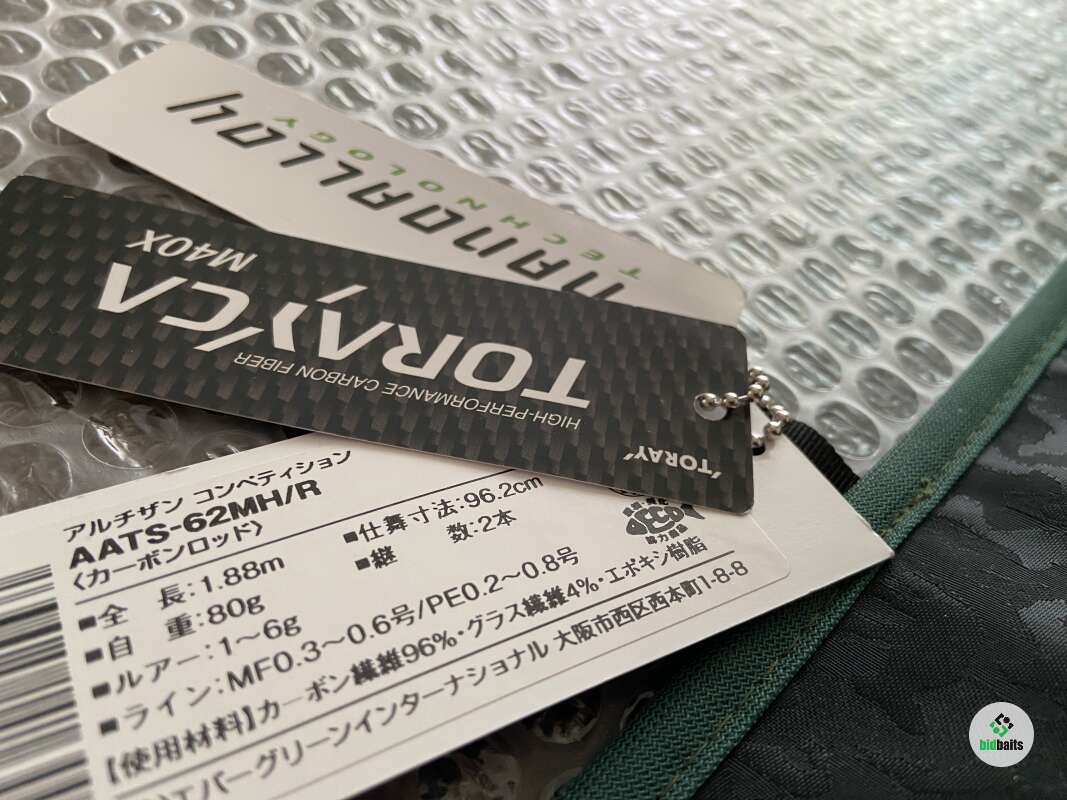 NANOALLOY
TECHNOLOGY
TORAYCA
M40X
HIGH-PERFORMANCE CARBON FIBER
'TORAY'
アルチザン コンペティション
AATS-62MH/R
〈カーボンロッド〉
■全 長：1.88m ■仕舞寸法：96.2cm
■自 重：80g ■継 数：2本
■ルアー：1〜6g
■ライン：MF0.3〜0.6号/PE0.2〜0.8号
【使用材料】カーボン繊維96%・グラス繊維4%・エポキシ樹脂
エバーグリーンインターナショナル 大阪市西区西本町1-8-8
bidbaits